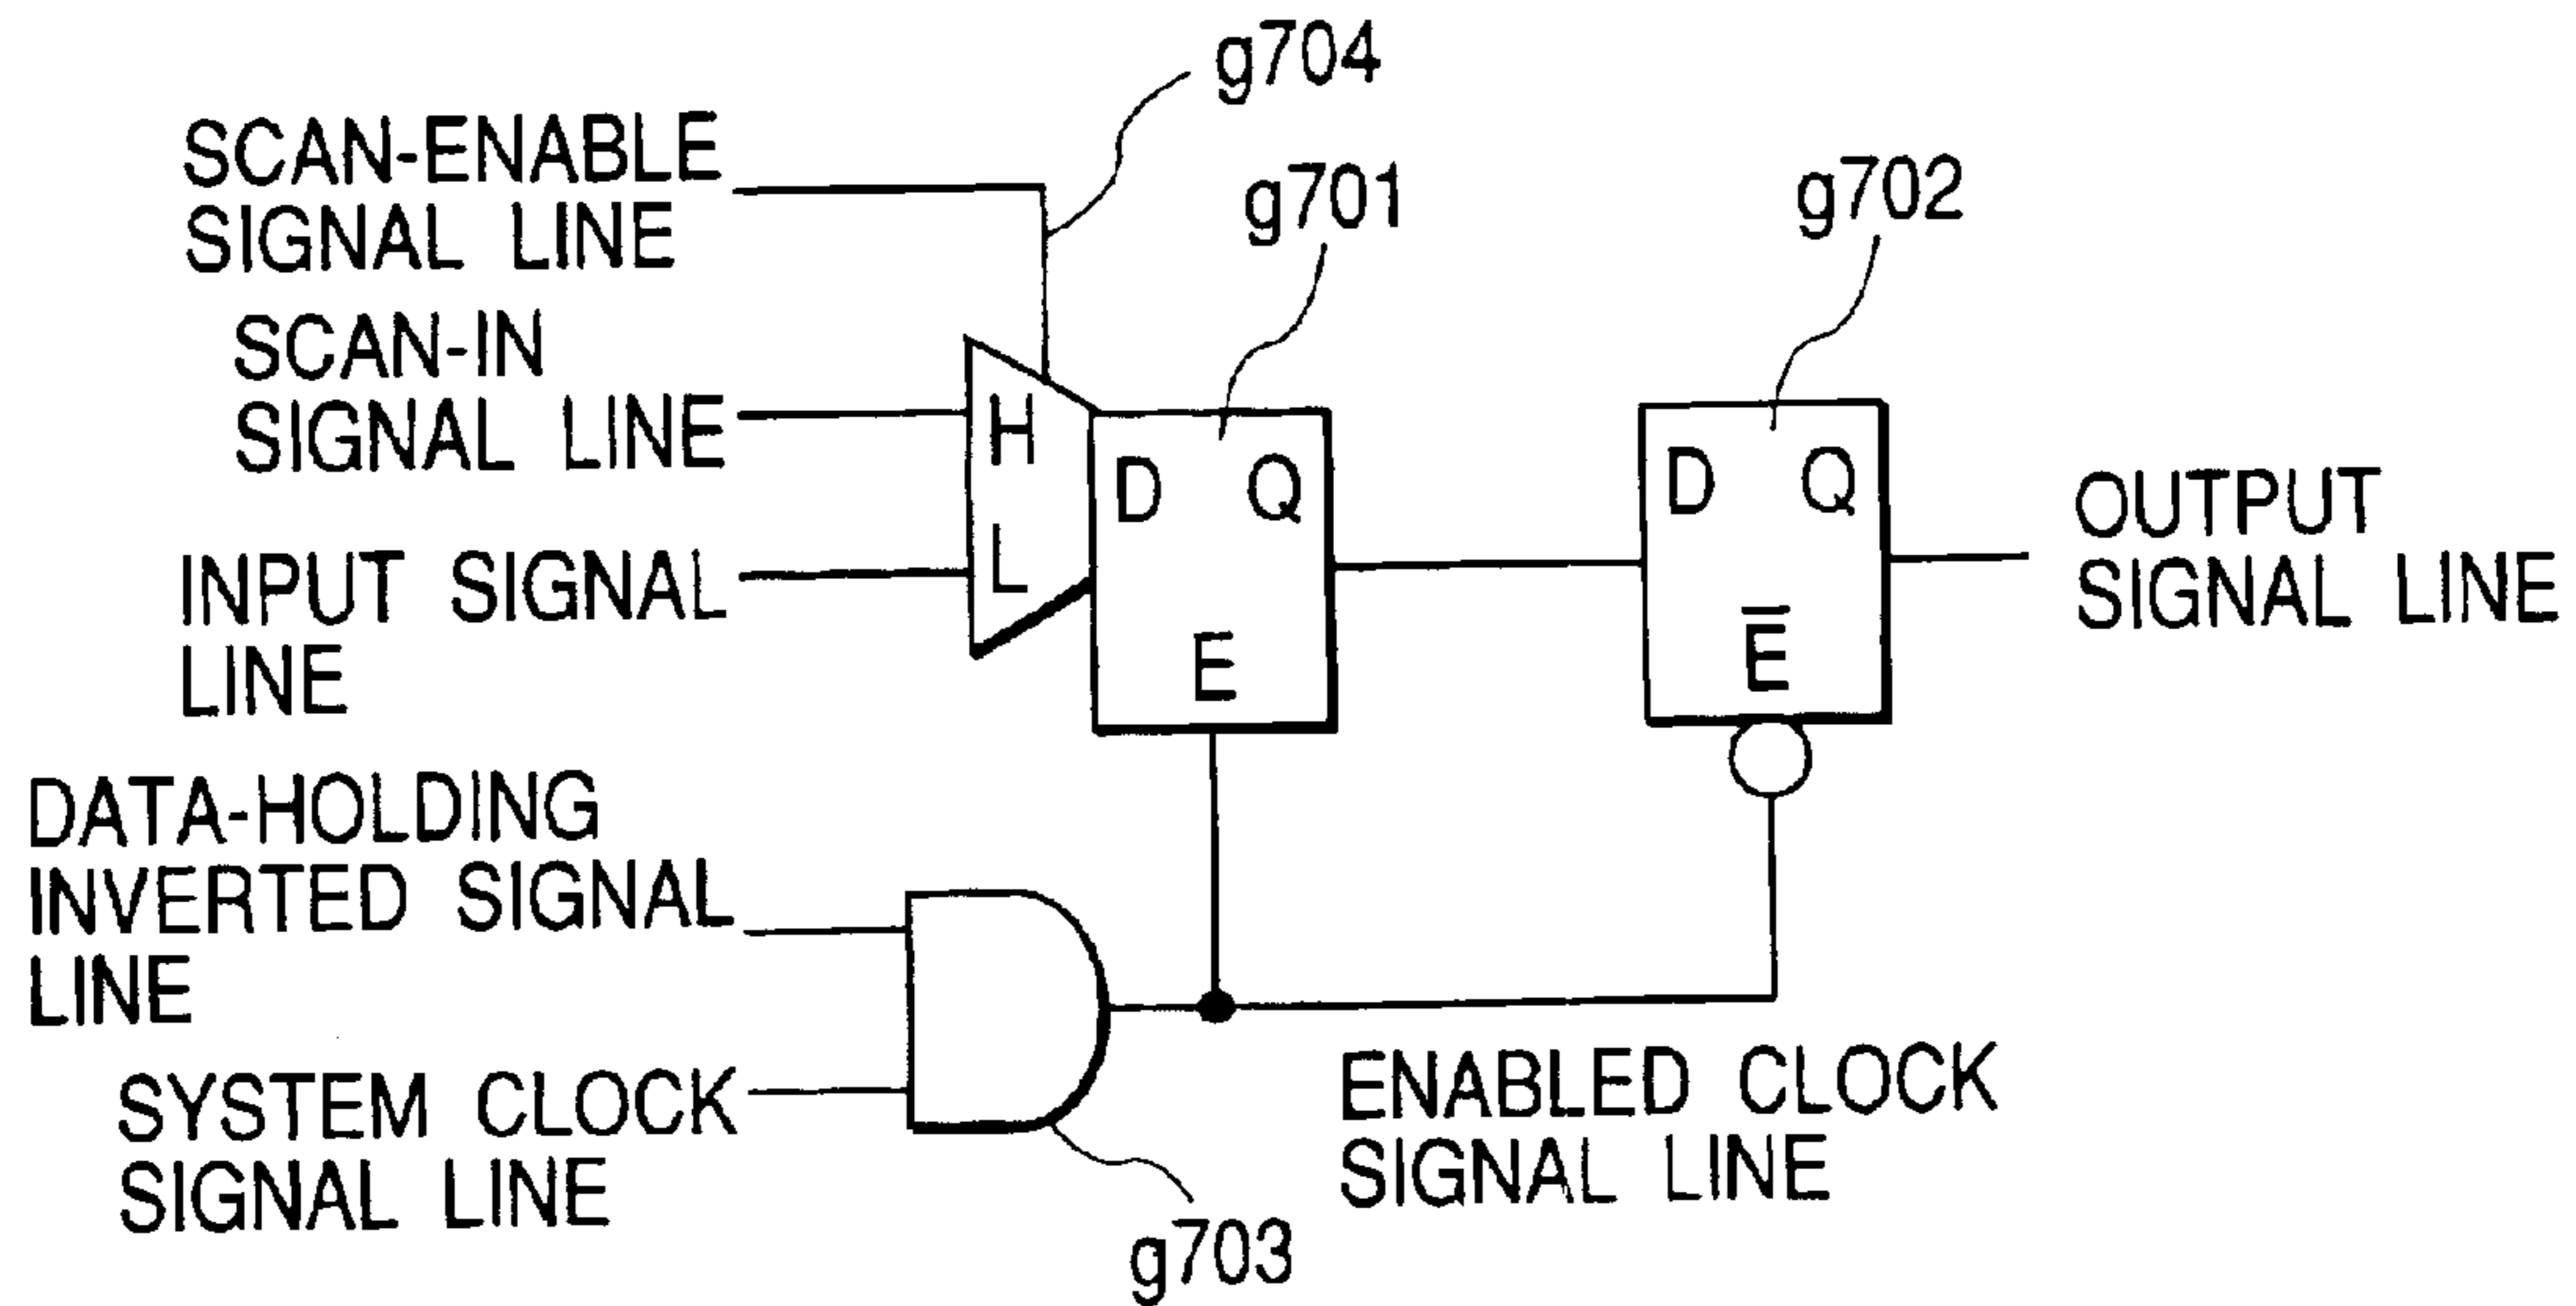 g704
SCAN-ENABLE
SIGNAL LINE
g701
g702
SCAN-IN
SIGNAL LINE
H
L
D Q
E
D Q
E̅
INPUT SIGNAL
LINE
OUTPUT
SIGNAL LINE
DATA-HOLDING
INVERTED SIGNAL
LINE
SYSTEM CLOCK
SIGNAL LINE
ENABLED CLOCK
SIGNAL LINE
g703